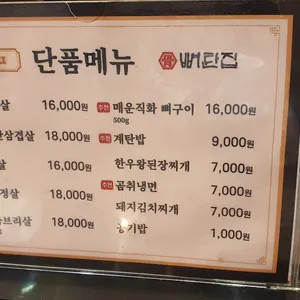 단품메뉴 뼈탄집
살 16,000원
삼겹살 18,000원
살 16,000원
정살 18,000원
브리살 18,000원
추천 매운직화 뼈구이 16,000원
500g
추천 계탄밥 9,000원
한우왕된장찌개 7,000원
추천 곰취냉면 7,000원
돼지김치찌개 7,000원
공기밥 1,000원